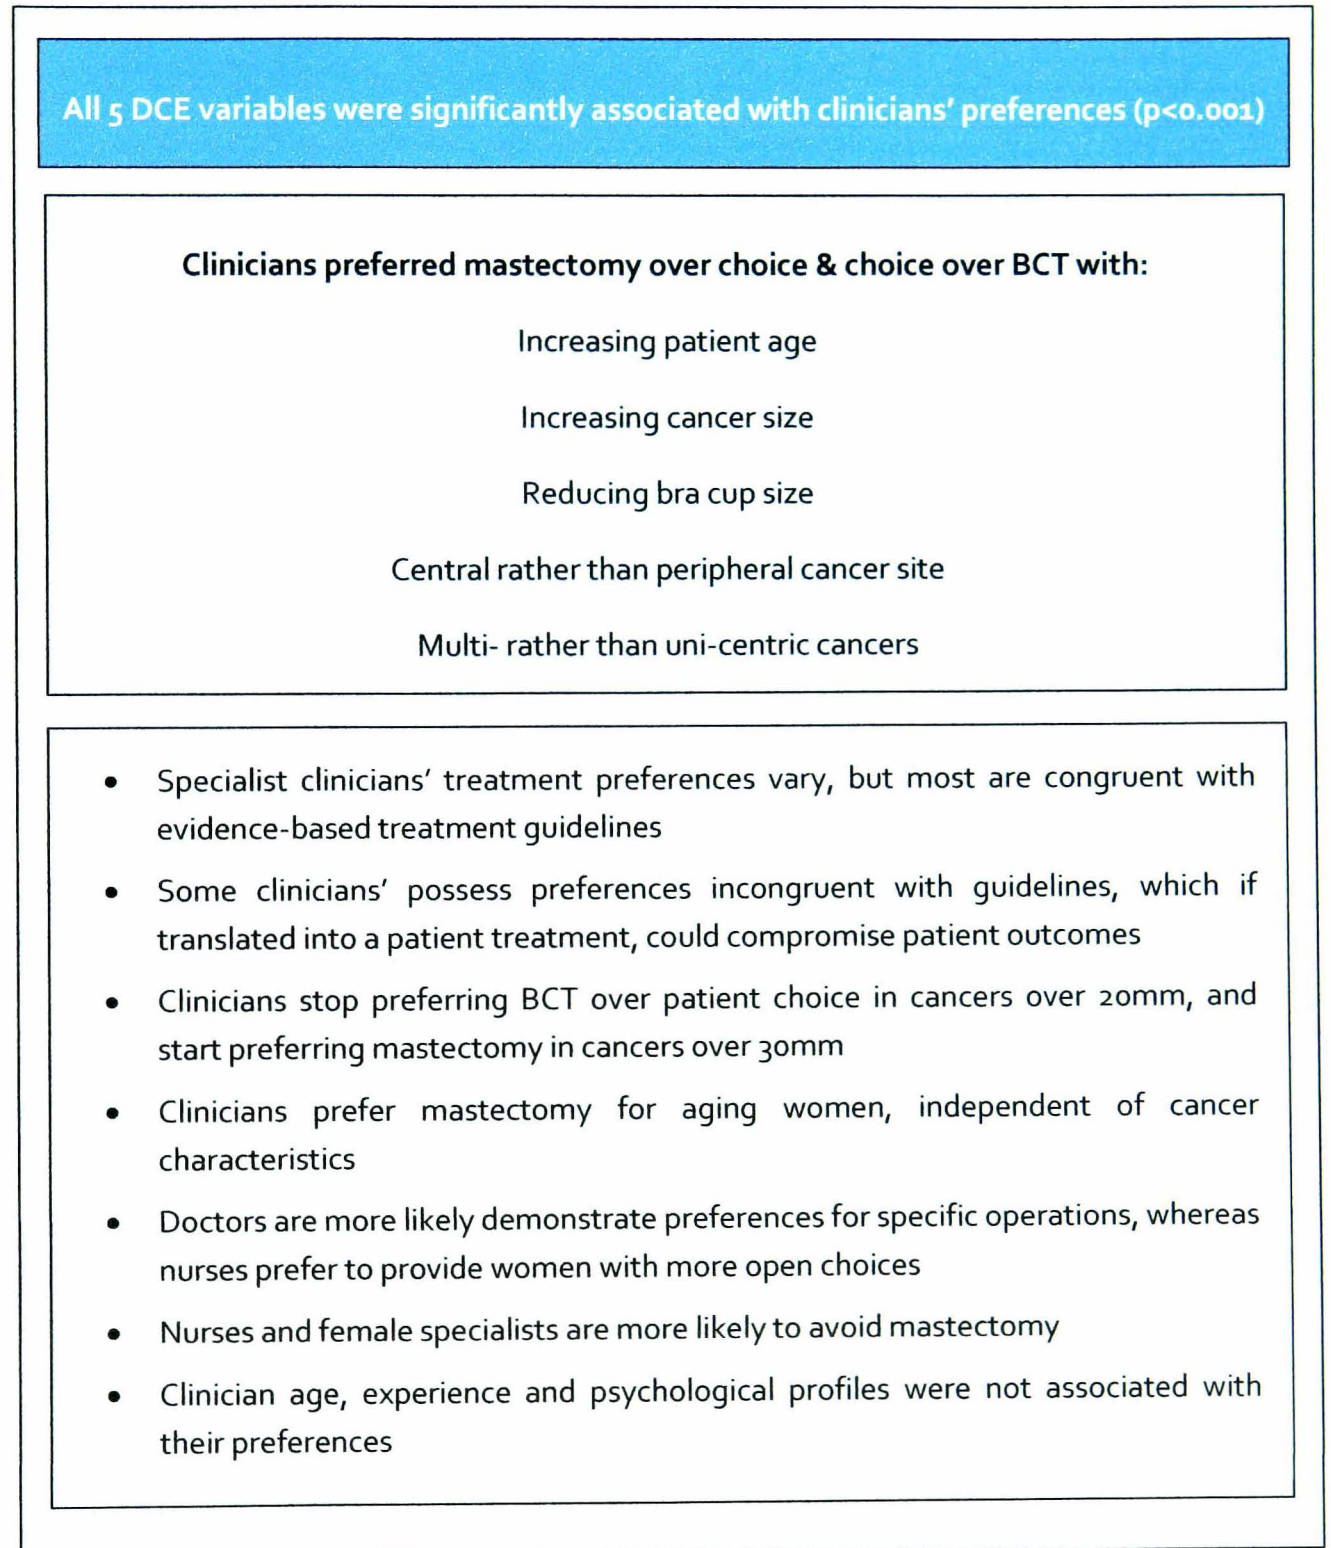 All 5 DCE variables were significantly associated with clinicians' preferences (p<0.001)
Clinicians preferred mastectomy over choice & choice over BCT with:
Increasing patient age
Increasing cancer size
Reducing bra cup size
Central rather than peripheral cancer site
Multi- rather than uni-centric cancers
• Specialist clinicians' treatment preferences vary, but most are congruent with
evidence-based treatment guidelines
• Some clinicians' possess preferences incongruent with guidelines, which if
translated into a patient treatment, could compromise patient outcomes
• Clinicians stop preferring BCT over patient choice in cancers over 20mm, and
start preferring mastectomy in cancers over 30mm
• Clinicians prefer mastectomy for aging women, independent of cancer
characteristics
• Doctors are more likely demonstrate preferences for specific operations, whereas
nurses prefer to provide women with more open choices
• Nurses and female specialists are more likely to avoid mastectomy
• Clinician age, experience and psychological profiles were not associated with
their preferences